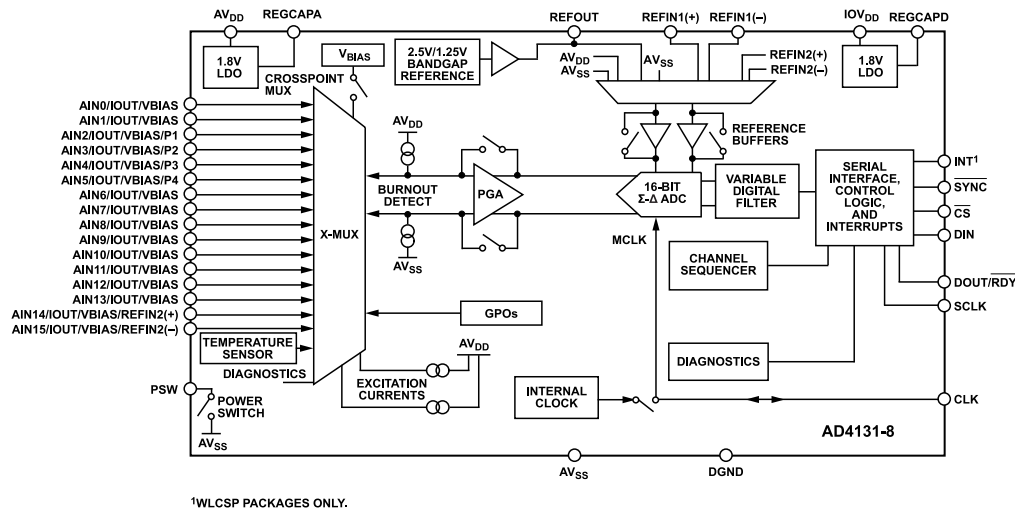 AVDD
REGCAPA
REFOUT
REFIN1(+)
REFIN1(–)
IOVDD
REGCAPD
1.8V
LDO
VBIAS
2.5V/1.25V
BANDGAP
REFERENCE
AVDD
AVSS
AVSS
REFIN2(+)
REFIN2(–)
1.8V
LDO
CROSSPOINT
MUX
AIN0/IOUT/VBIAS
AIN1/IOUT/VBIAS
AIN2/IOUT/VBIAS/P1
AIN3/IOUT/VBIAS/P2
AIN4/IOUT/VBIAS/P3
AIN5/IOUT/VBIAS/P4
AIN6/IOUT/VBIAS
AIN7/IOUT/VBIAS
AIN8/IOUT/VBIAS
AIN9/IOUT/VBIAS
AIN10/IOUT/VBIAS
AIN11/IOUT/VBIAS
AIN12/IOUT/VBIAS
AIN13/IOUT/VBIAS
AIN14/IOUT/VBIAS/REFIN2(+)
AIN15/IOUT/VBIAS/REFIN2(–)
TEMPERATURE
SENSOR
DIAGNOSTICS
PSW
POWER
SWITCH
AVSS
X-MUX
AVDD
BURNOUT
DETECT
AVSS
PGA
REFERENCE
BUFFERS
16-BIT
Σ-Δ ADC
VARIABLE
DIGITAL
FILTER
SERIAL
INTERFACE,
CONTROL
LOGIC,
AND
INTERRUPTS
INT1
SYNC
CS
DIN
DOUT/RDY
SCLK
MCLK
CHANNEL
SEQUENCER
GPOs
AVDD
EXCITATION
CURRENTS
DIAGNOSTICS
INTERNAL
CLOCK
CLK
AD4131-8
AVSS
DGND
1WLCSP PACKAGES ONLY.